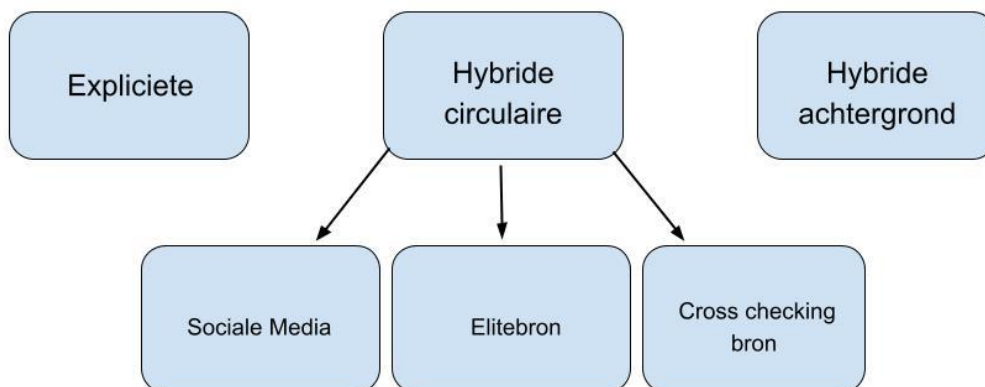 Expliciete
Hybride
circulaire
Hybride
achtergrond
Sociale Media
Elitebron
Cross checking
bron